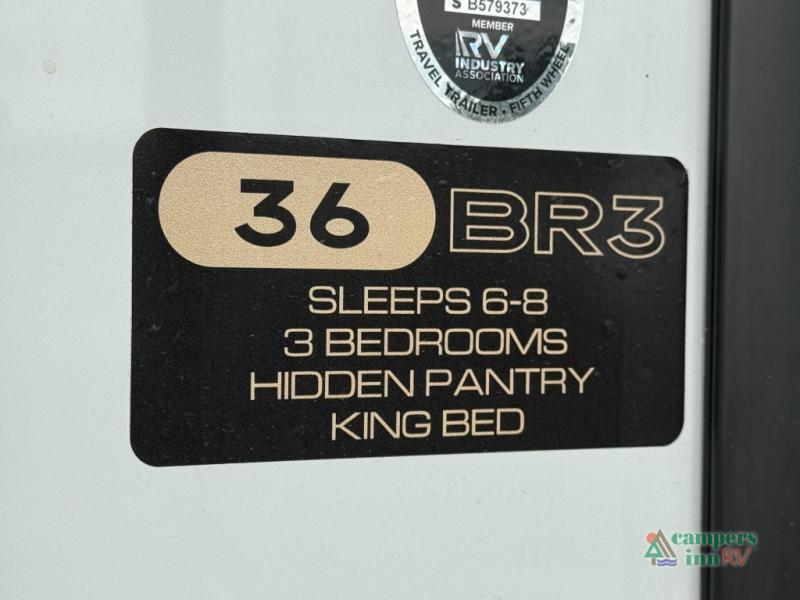 $ B579373
MEMBER
RV
INDUSTRY
ASSOCIATION
TRAVEL TRAILER • FIFTH WHEEL
36 BR3
SLEEPS 6-8
3 BEDROOMS
HIDDEN PANTRY
KING BED
campers
inn RV